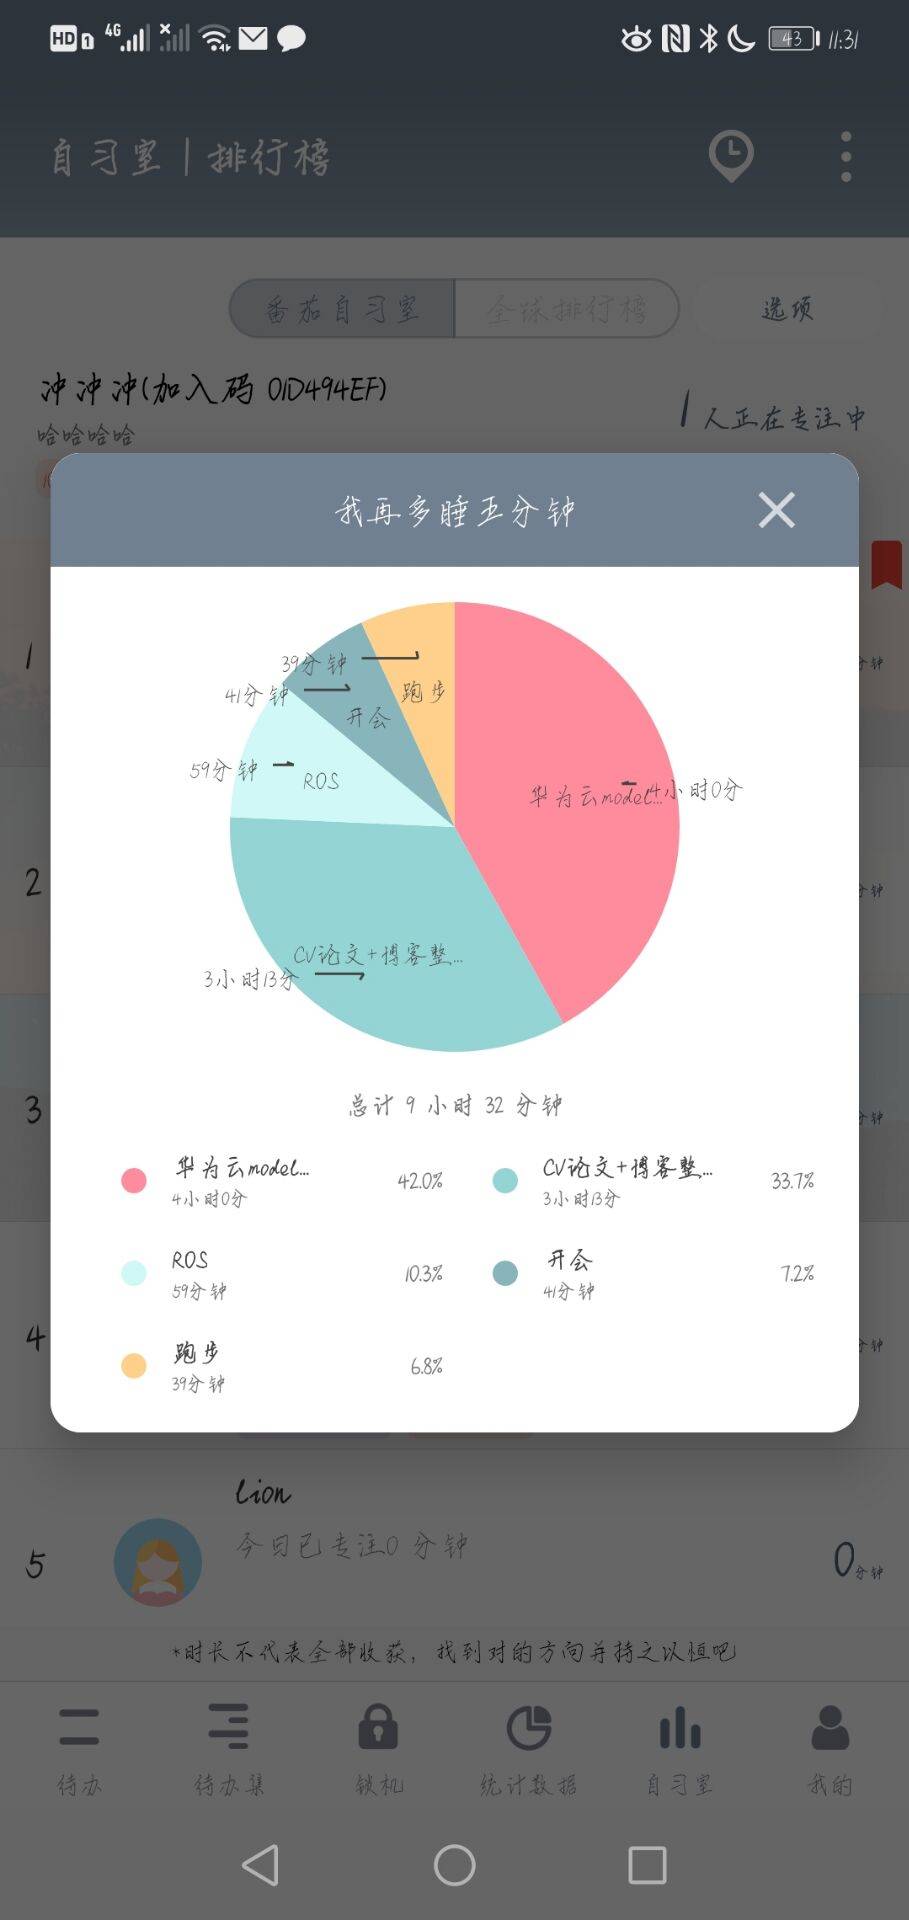 HD 1 4G 43 11:31
自习室 | 排行榜
番茄自习室 全球排行榜 选项
冲冲冲(加入码 01D494EF)
哈哈哈哈
1 人正在专注中
我再多睡五分钟
1
39分钟
41分钟
跑步
开会
59分钟
ROS
华为云model...
4小时0分
2
CV论文+博客整...
3小时13分
3
总计 9 小时 32 分钟
华为云model...
4小时0分
42.0%
CV论文+博客整...
3小时13分
33.7%
ROS
59分钟
10.3%
开会
41分钟
7.2%
4
跑步
39分钟
6.8%
lion
5
今日已专注0 分钟
0分钟
*时长不代表全部收获，找到对的方向并持之以恒吧
待办 待办集 锁机 统计数据 自习室 我的